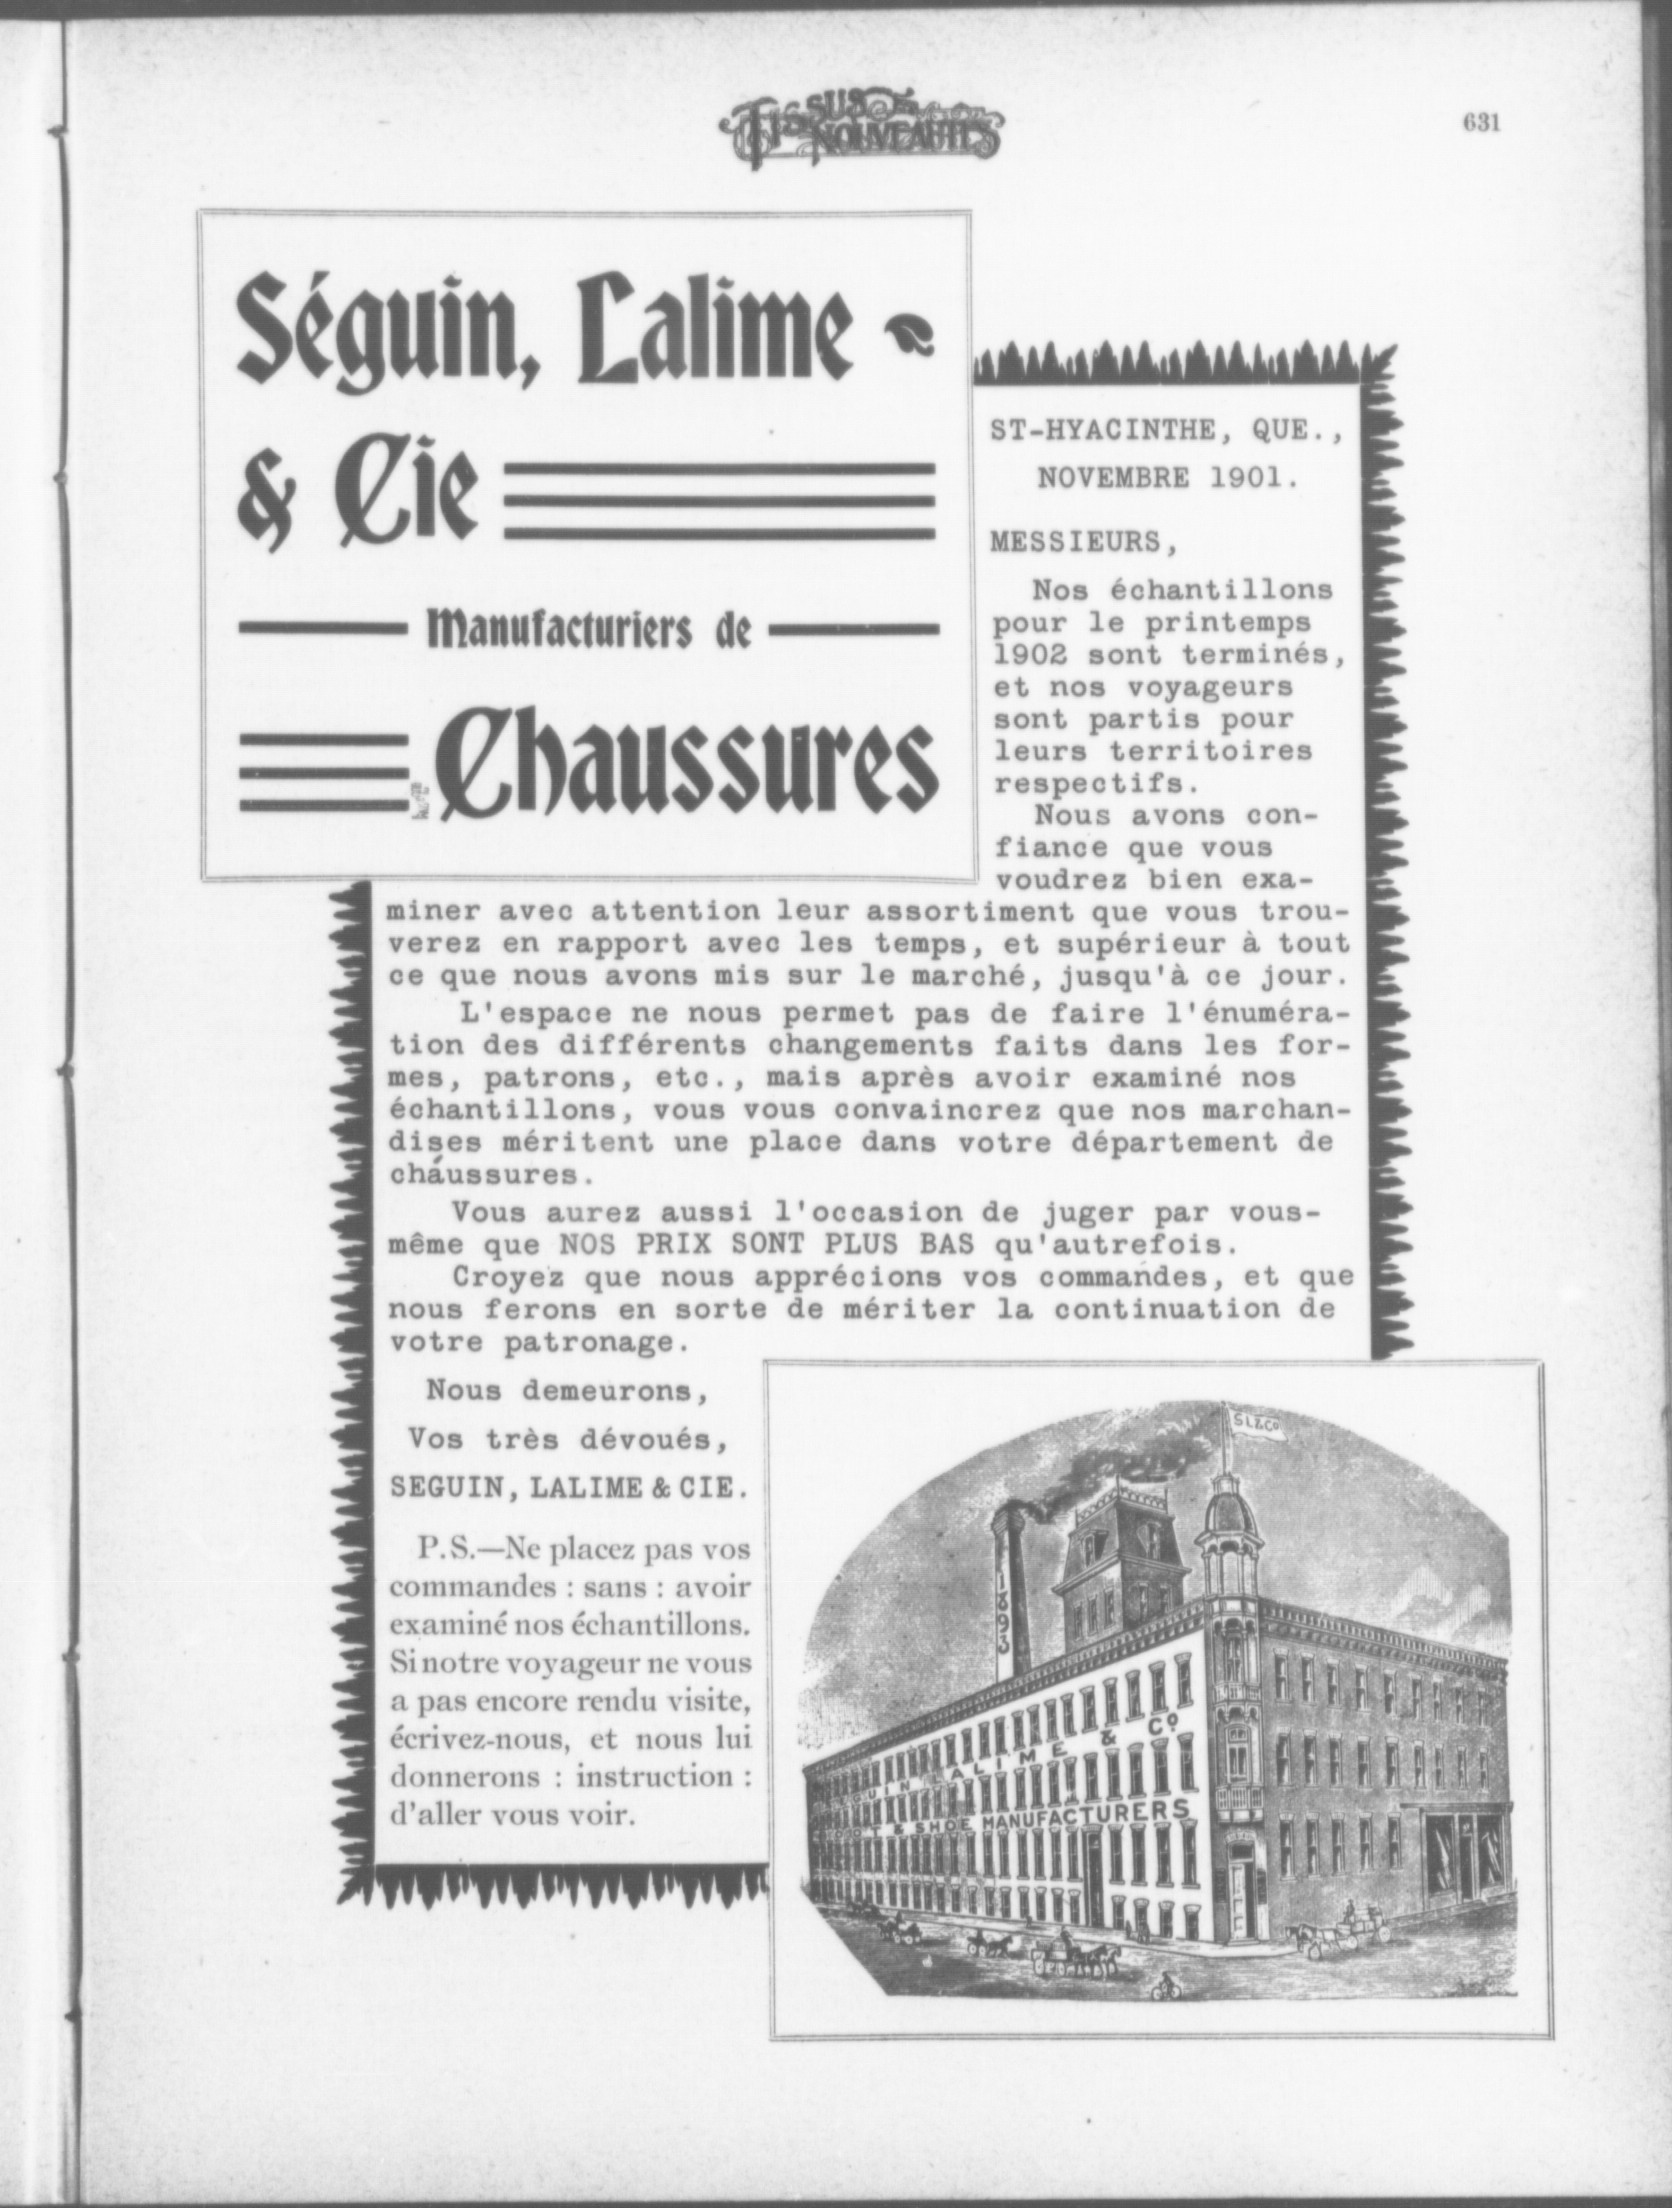 TISSUS ET NOUVEAUTÉS
631
Séguin, Lalime
& Cie
Manufacturiers de
Chaussures
ST-HYACINTHE, QUE.,
NOVEMBRE 1901.
MESSIEURS,
Nos échantillons
pour le printemps
1902 sont terminés,
et nos voyageurs
sont partis pour
leurs territoires
respectifs.
Nous avons con-
fiance que vous
voudrez bien exa-
miner avec attention leur assortiment que vous trou-
verez en rapport avec les temps, et supérieur à tout
ce que nous avons mis sur le marché, jusqu'à ce jour.
L'espace ne nous permet pas de faire l'énuméra-
tion des différents changements faits dans les for-
mes, patrons, etc., mais après avoir examiné nos
échantillons, vous vous convaincrez que nos marchan-
dises méritent une place dans votre département de
chaussures.
Vous aurez aussi l'occasion de juger par vous-
même que NOS PRIX SONT PLUS BAS qu'autrefois.
Croyez que nous apprécions vos commandes, et que
nous ferons en sorte de mériter la continuation de
votre patronage.
Nous demeurons,
Vos très dévoués,
SEGUIN, LALIME & CIE.
P.S.—Ne placez pas vos
commandes : sans : avoir
examiné nos échantillons.
Si notre voyageur ne vous
a pas encore rendu visite,
écrivez-nous, et nous lui
donnerons : instruction :
d'aller vous voir.
S L & Co
1893
SEGUIN LALIME & Co
BOOT & SHOE MANUFACTURERS